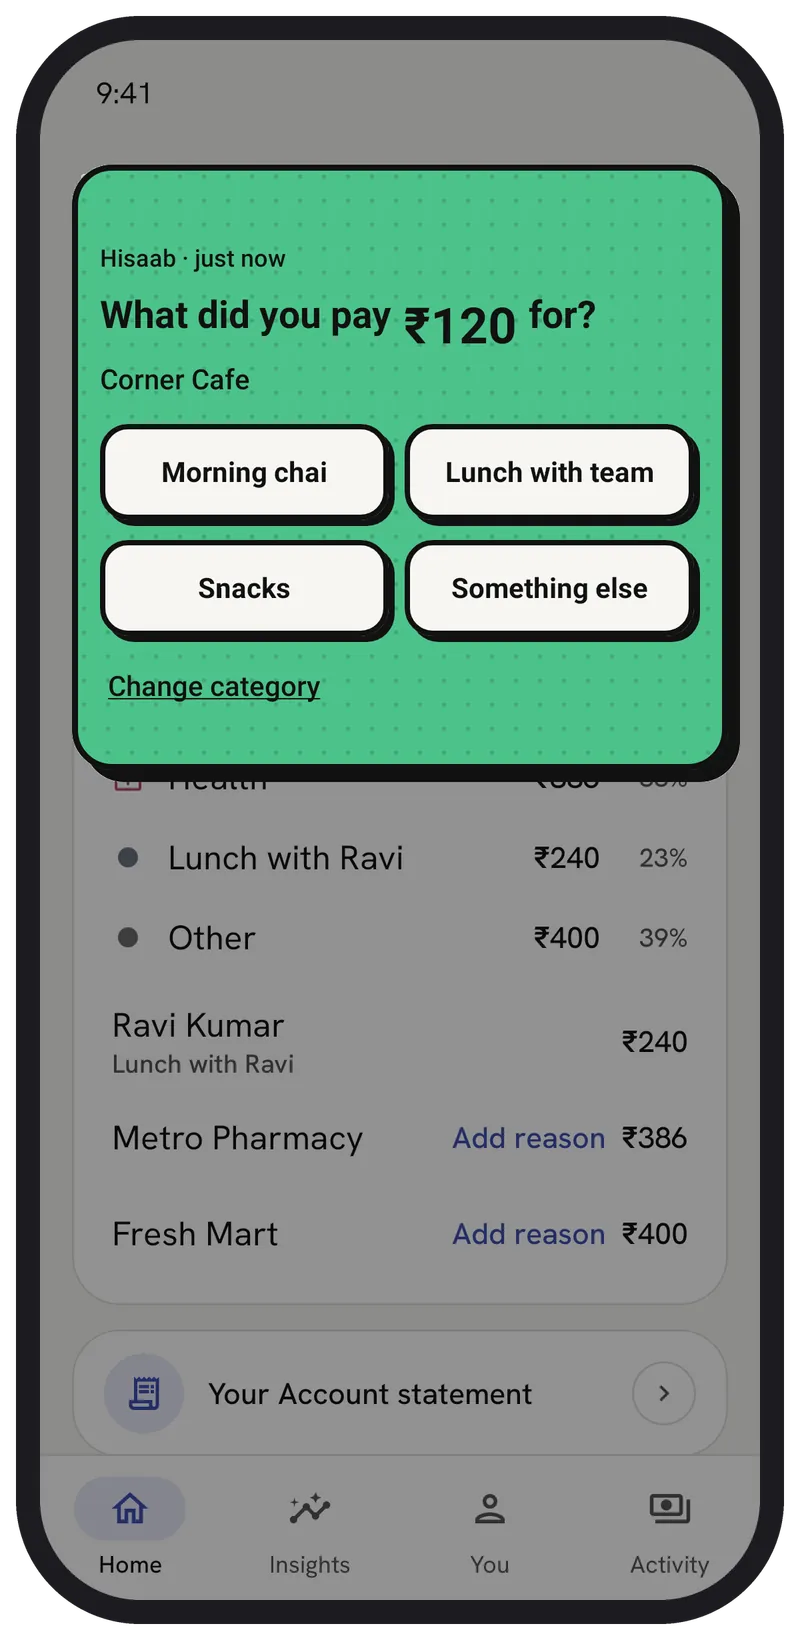 9:41
Hisaab · just now
What did you pay ₹120 for?
Corner Cafe
Morning chai
Lunch with team
Snacks
Something else
Change category
Health
Lunch with Ravi ₹240 23%
Other ₹400 39%
Ravi Kumar ₹240
Lunch with Ravi
Metro Pharmacy Add reason ₹386
Fresh Mart Add reason ₹400
Your Account statement
Home Insights You Activity